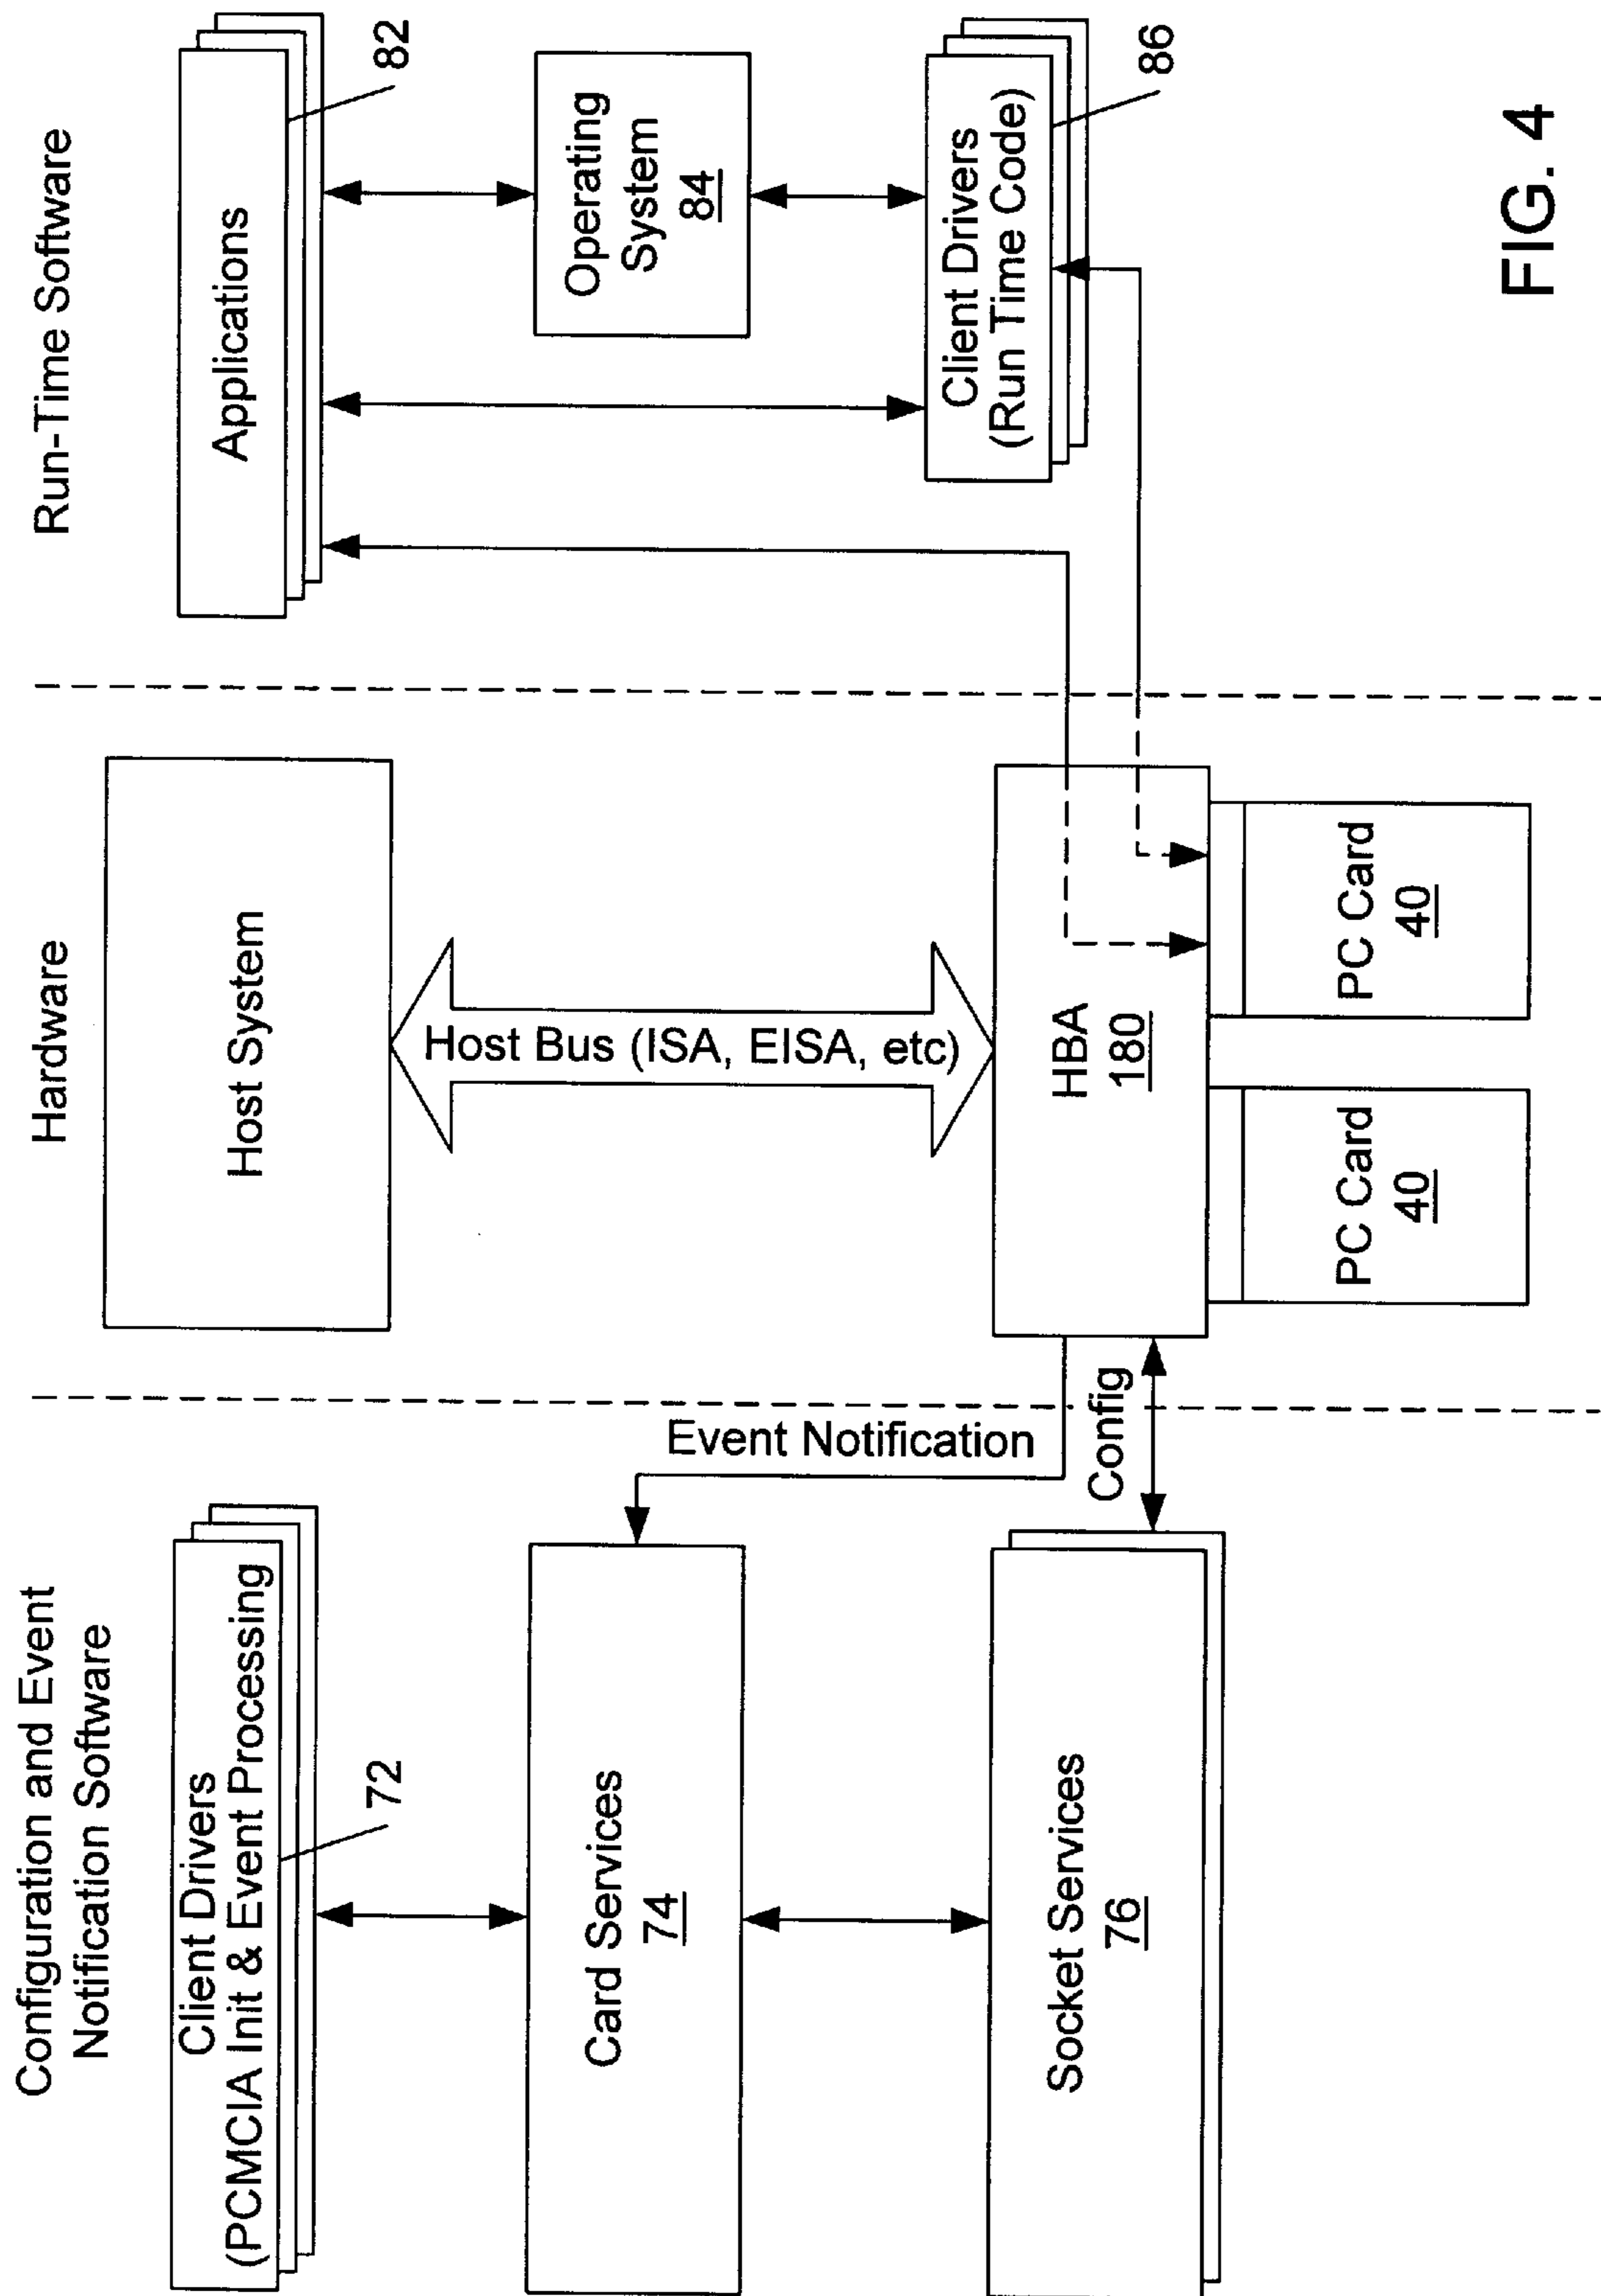 Configuration and Event
Notification Software
Client Drivers
(PCMCIA Init & Event Processing
72
Card Services
74
Socket Services
76
Event Notification
Config
Hardware
Host System
Host Bus (ISA, EISA, etc)
HBA
180
PC Card
40
PC Card
40
Run-Time Software
Applications
82
Operating
System
84
Client Drivers
(Run Time Code)
86
FIG. 4